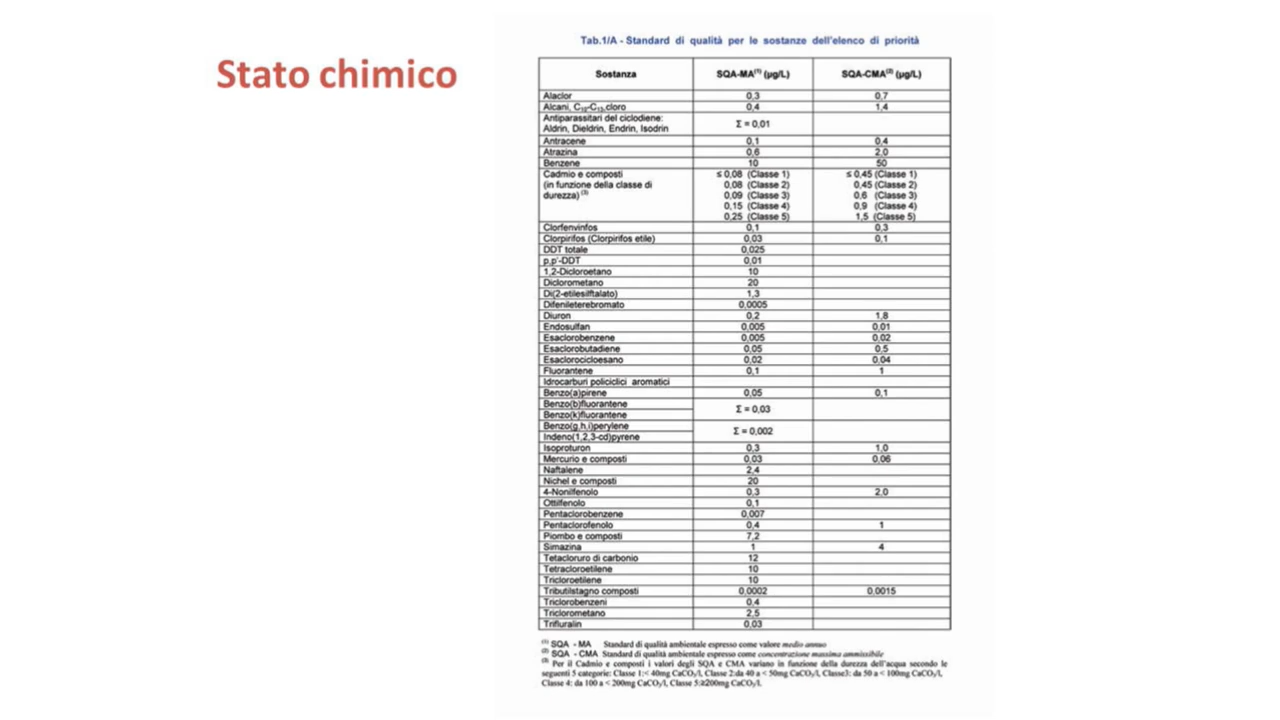 Stato chimico
Tab.1/A - Standard di qualità per le sostanze dell'elenco di priorità
Sostanza SQA-MA(1) (µg/L) SQA-CMA(2) (µg/L)
Alaclor 0,3 0,7
Alcani, C10-C13,cloro 0,4 1,4
Antiparassitari del ciclodiene:
Aldrin, Dieldrin, Endrin, Isodrin Σ = 0,01
Antracene 0,1 0,4
Atrazina 0,6 2,0
Benzene 10 50
Cadmio e composti ≤ 0,08 (Classe 1) ≤ 0,45 (Classe 1)
(in funzione della classe di 0,08 (Classe 2) 0,45 (Classe 2)
durezza) (3) 0,09 (Classe 3) 0,6 (Classe 3)
0,15 (Classe 4) 0,9 (Classe 4)
0,25 (Classe 5) 1,5 (Classe 5)
Clorfenvinfos 0,1 0,3
Clorpirifos (Clorpirifos etile) 0,03 0,1
DDT totale 0,025
p,p'-DDT 0,01
1,2-Dicloroetano 10
Diclorometano 20
Di(2-etilesilftalato) 1,3
Difenileterebromato 0,0005
Diuron 0,2 1,8
Endosulfan 0,005 0,01
Esaclorobenzene 0,005 0,02
Esaclorobutadiene 0,05 0,5
Esaclorocicloesano 0,02 0,04
Fluorantene 0,1 1
Idrocarburi policiclici aromatici
Benzo(a)pirene 0,05 0,1
Benzo(b)fluorantene
Benzo(k)fluorantene Σ = 0,03
Benzo(g,h,i)perylene
Indeno(1,2,3-cd)pyrene Σ = 0,002
Isoproturon 0,3 1,0
Mercurio e composti 0,03 0,06
Naftalene 2,4
Nichel e composti 20
4-Nonilfenolo 0,3 2,0
Ottilfenolo 0,1
Pentaclorobenzene 0,007
Pentaclorofenolo 0,4 1
Piombo e composti 7,2
Simazina 1 4
Tetacloruro di carbonio 12
Tetracloroetilene 10
Tricloroetilene 10
Tributilstagno composti 0,0002 0,0015
Triclorobenzeni 0,4
Triclorometano 2,5
Trifluralin 0,03
(1) SQA - MA Standard di qualità ambientale espresso come valore medio annuo
(2) SQA - CMA Standard di qualità ambientale espresso come concentrazione massima ammissibile
(3) Per il Cadmio e composti i valori degli SQA e CMA variano in funzione della durezza dell'acqua secondo le
seguenti 5 categorie: Classe 1:< 40mg CaCO3/l, Classe 2:da 40 a < 50mg CaCO3/l, Classe3: da 50 a < 100mg CaCO3/l,
Classe 4: da 100 a < 200mg CaCO3/l, Classe 5:≥200mg CaCO3/l.